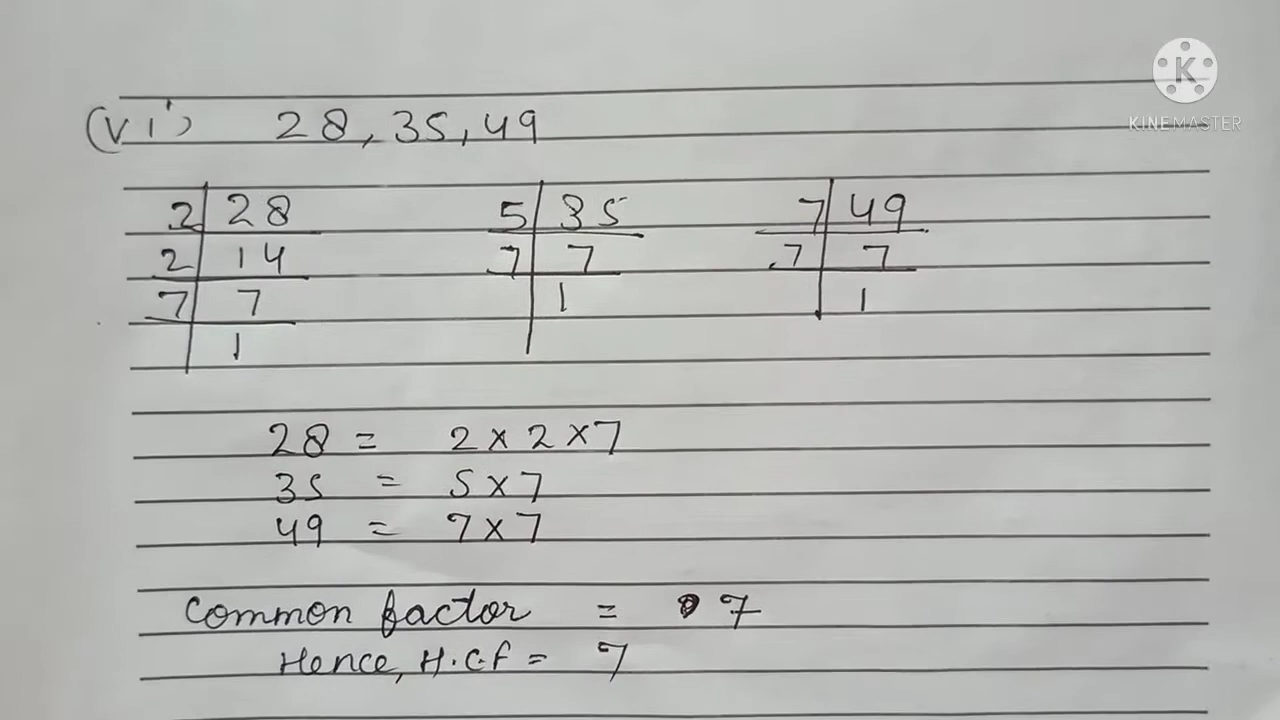 (vi) 28, 35, 49
K
KINEMASTER
2 28 5 35 7 49
2 14 7 7 7 7
7 7 1 1
1
28 = 2 × 2 × 7
35 = 5 × 7
49 = 7 × 7
Common factor = 7
Hence, H.C.F = 7